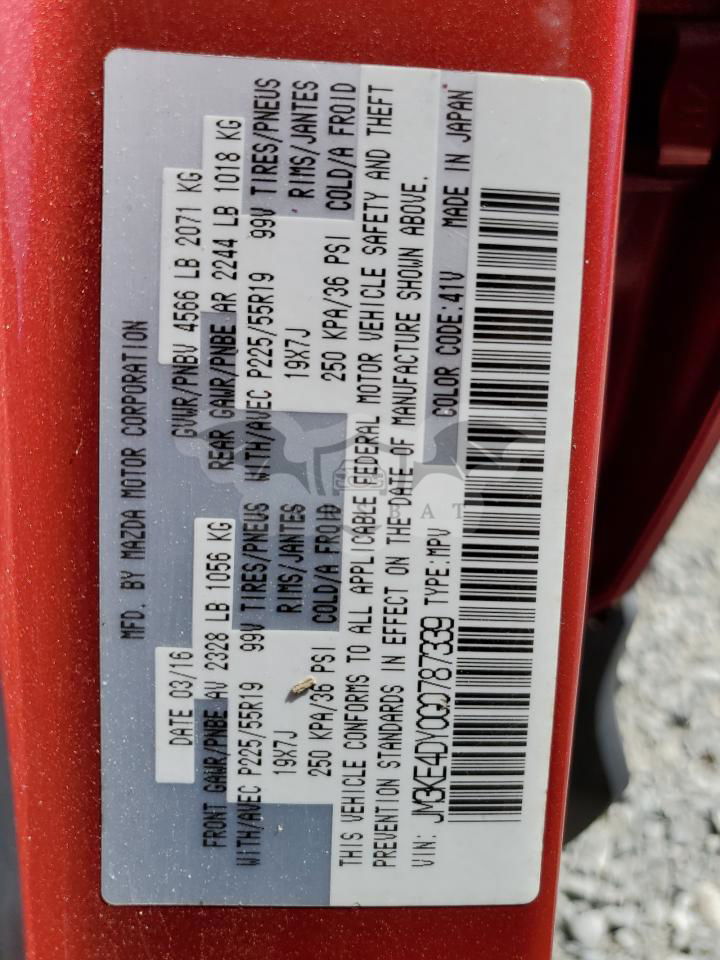 MFD. BY MAZDA MOTOR CORPORATION
DATE 03/16 GVWR/PNBV 4566 LB 2071 KG
FRONT GAWR/PNBE AV 2328 LB 1056 KG REAR GAWR/PNBE AR 2244 LB 1018 KG
WITH/AVEC P225/55R19 99V TIRES/PNEUS WITH/AVEC P225/55R19 99V TIRES/PNEUS
19X7J RIMS/JANTES 19X7J RIMS/JANTES
250 KPA/36 PSI COLD/A FROID 250 KPA/36 PSI COLD/A FROID
THIS VEHICLE CONFORMS TO ALL APPLICABLE FEDERAL MOTOR VEHICLE SAFETY AND THEFT
PREVENTION STANDARDS IN EFFECT ON THE DATE OF MANUFACTURE SHOWN ABOVE.
VIN: JM3KE4DY0G0787339 TYPE:MPV COLOR CODE:41V MADE IN JAPAN